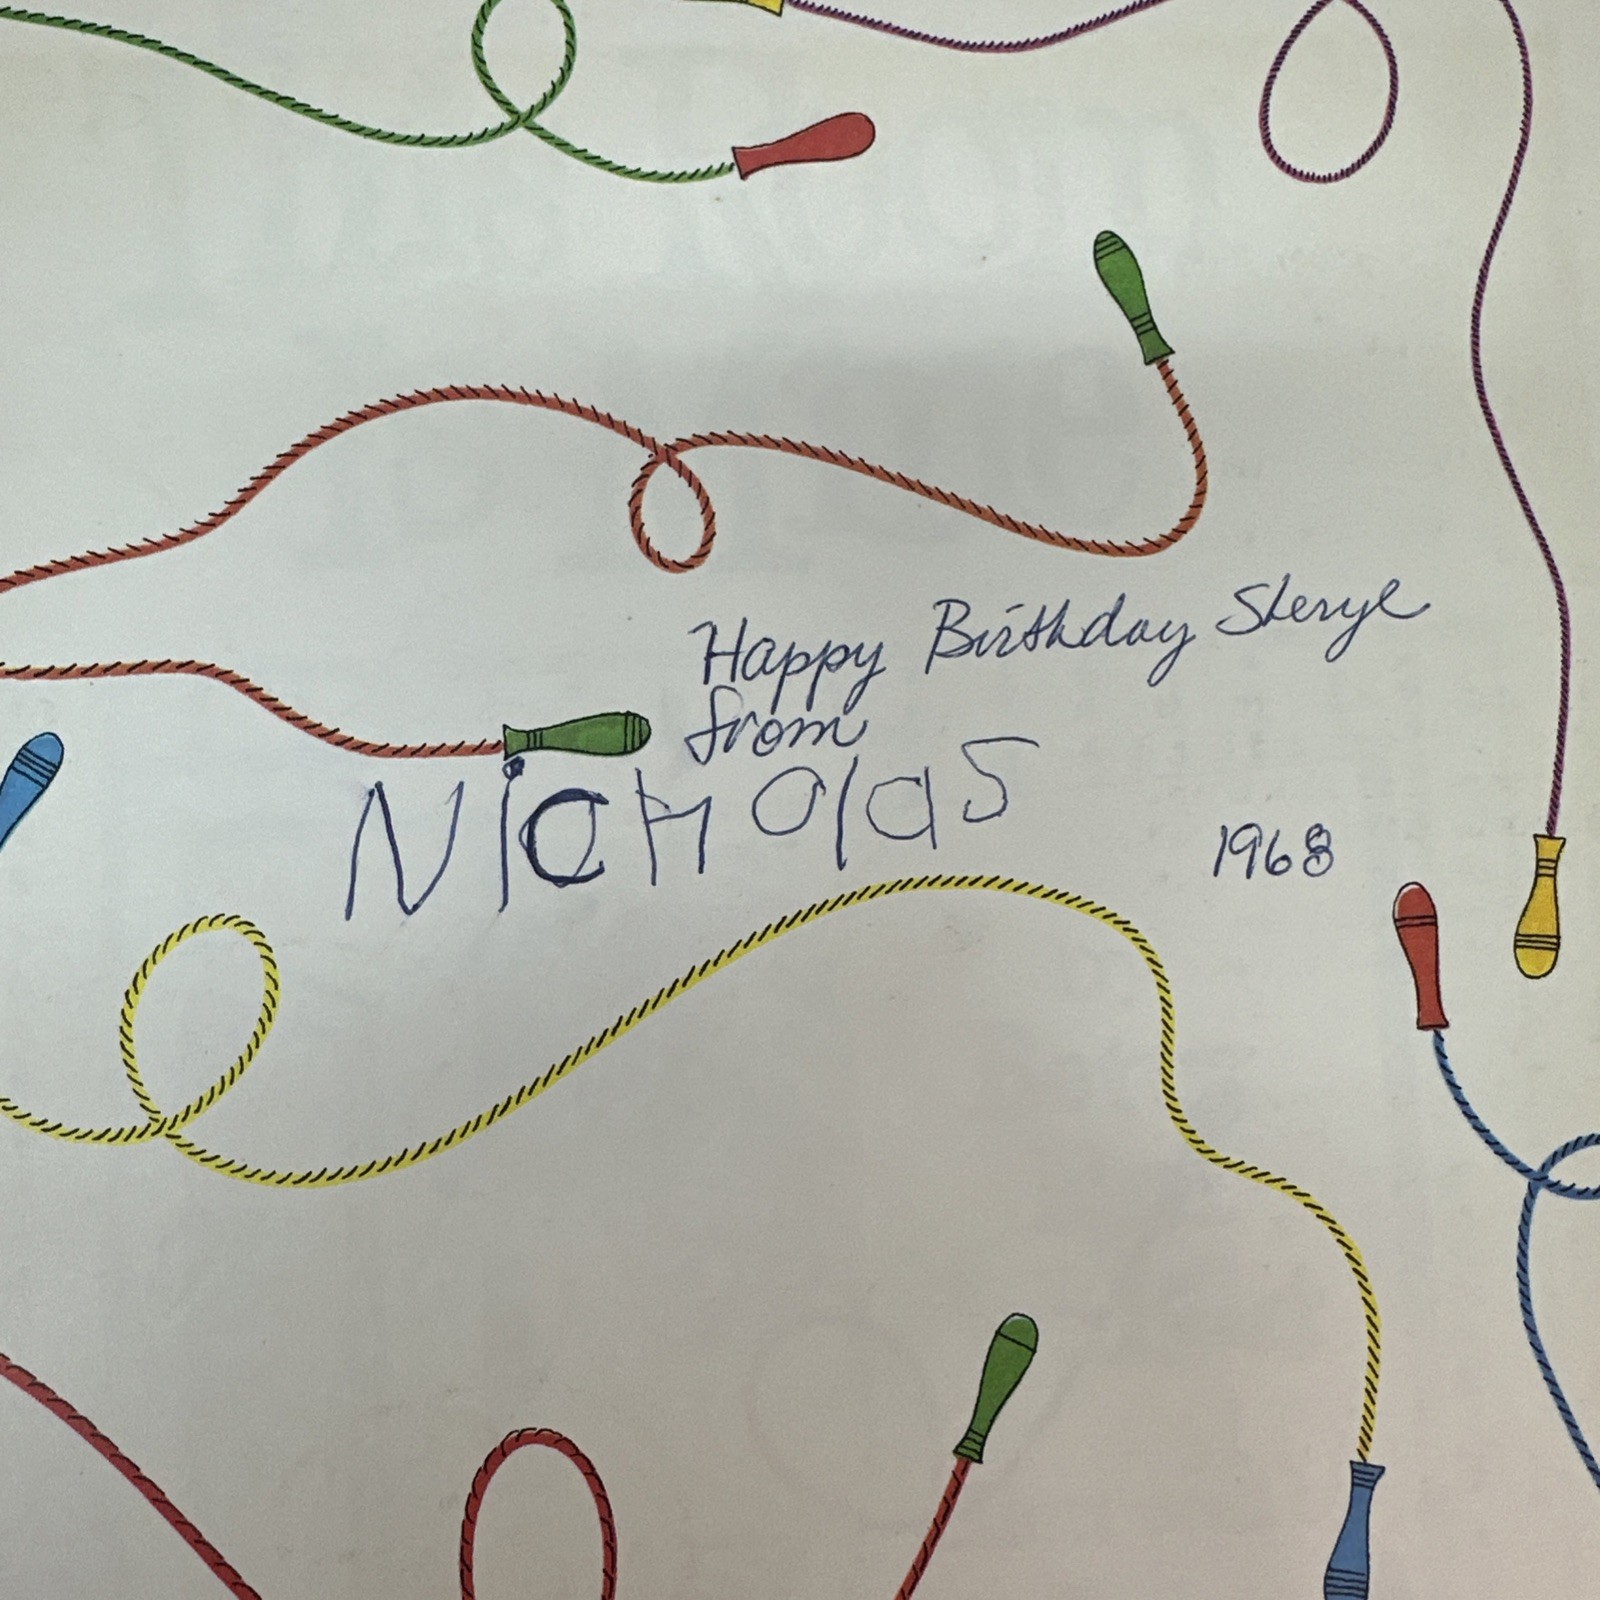 Happy Birthday Sheryl
from
Nicholas
1968